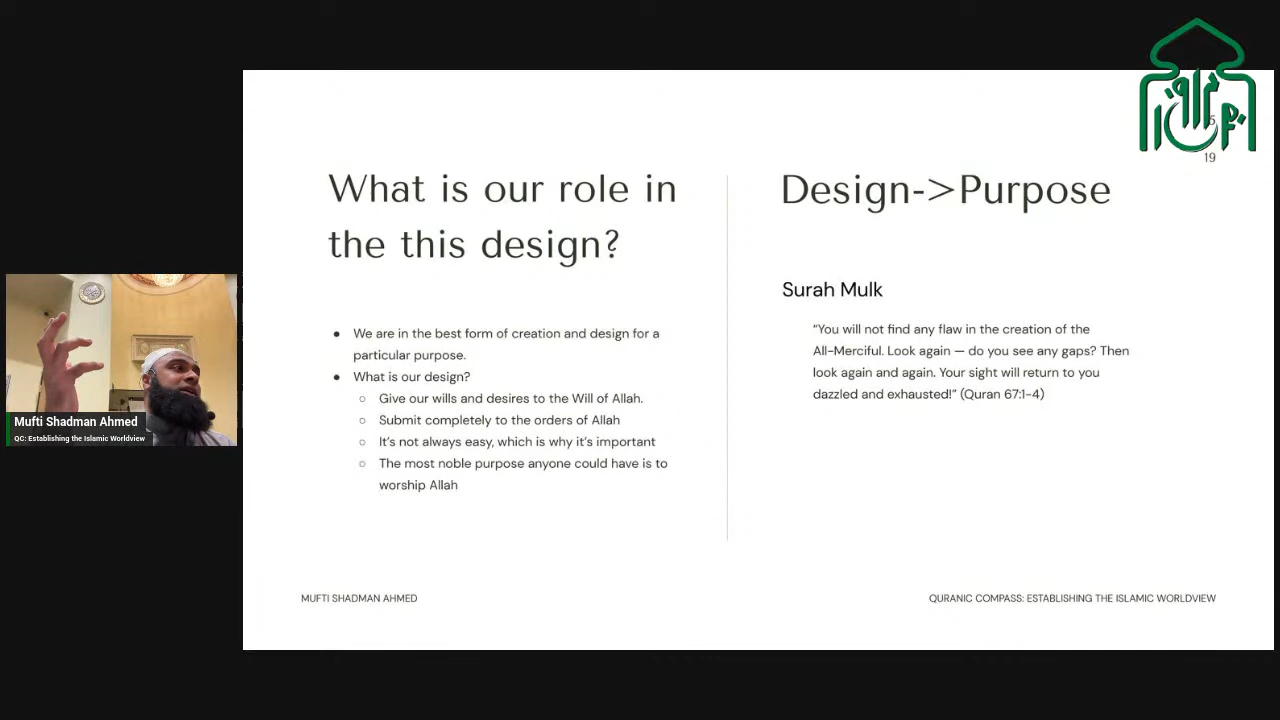 What is our role in
the this design?
● We are in the best form of creation and design for a
particular purpose.
● What is our design?
○ Give our wills and desires to the Will of Allah.
○ Submit completely to the orders of Allah
○ It's not always easy, which is why it's important
○ The most noble purpose anyone could have is to
worship Allah
Design->Purpose
Surah Mulk
“You will not find any flaw in the creation of the
All-Merciful. Look again — do you see any gaps? Then
look again and again. Your sight will return to you
dazzled and exhausted!” (Quran 67:1-4)
19
Mufti Shadman Ahmed
QC: Establishing the Islamic Worldview
MUFTI SHADMAN AHMED
QURANIC COMPASS: ESTABLISHING THE ISLAMIC WORLDVIEW